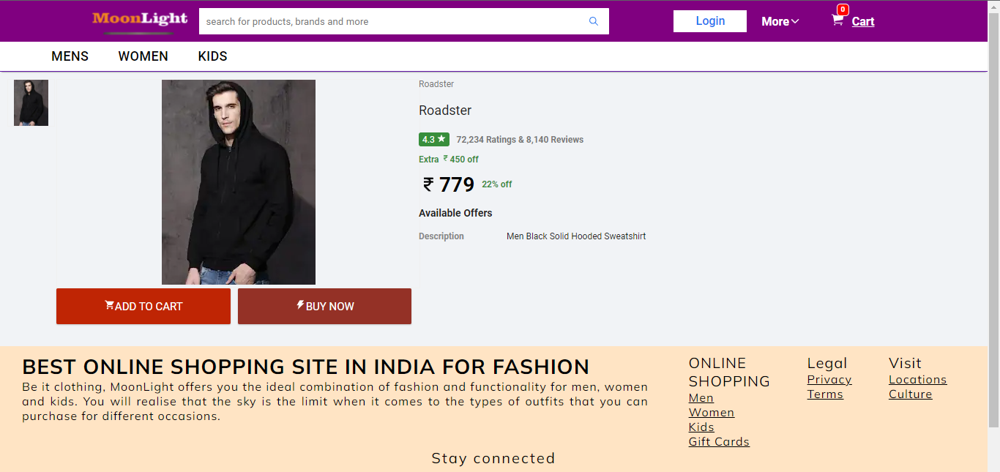 MoonLight
search for products, brands and more
Login
More
0
Cart
MENS WOMEN KIDS
Roadster
Roadster
4.3 ★ 72,234 Ratings & 8,140 Reviews
Extra ₹ 450 off
₹ 779 22% off
Available Offers
Description Men Black Solid Hooded Sweatshirt
ADD TO CART
BUY NOW
BEST ONLINE SHOPPING SITE IN INDIA FOR FASHION
Be it clothing, MoonLight offers you the ideal combination of fashion and functionality for men, women
and kids. You will realise that the sky is the limit when it comes to the types of outfits that you can
purchase for different occasions.
ONLINE
SHOPPING
Men
Women
Kids
Gift Cards
Legal
Privacy
Terms
Visit
Locations
Culture
Stay connected